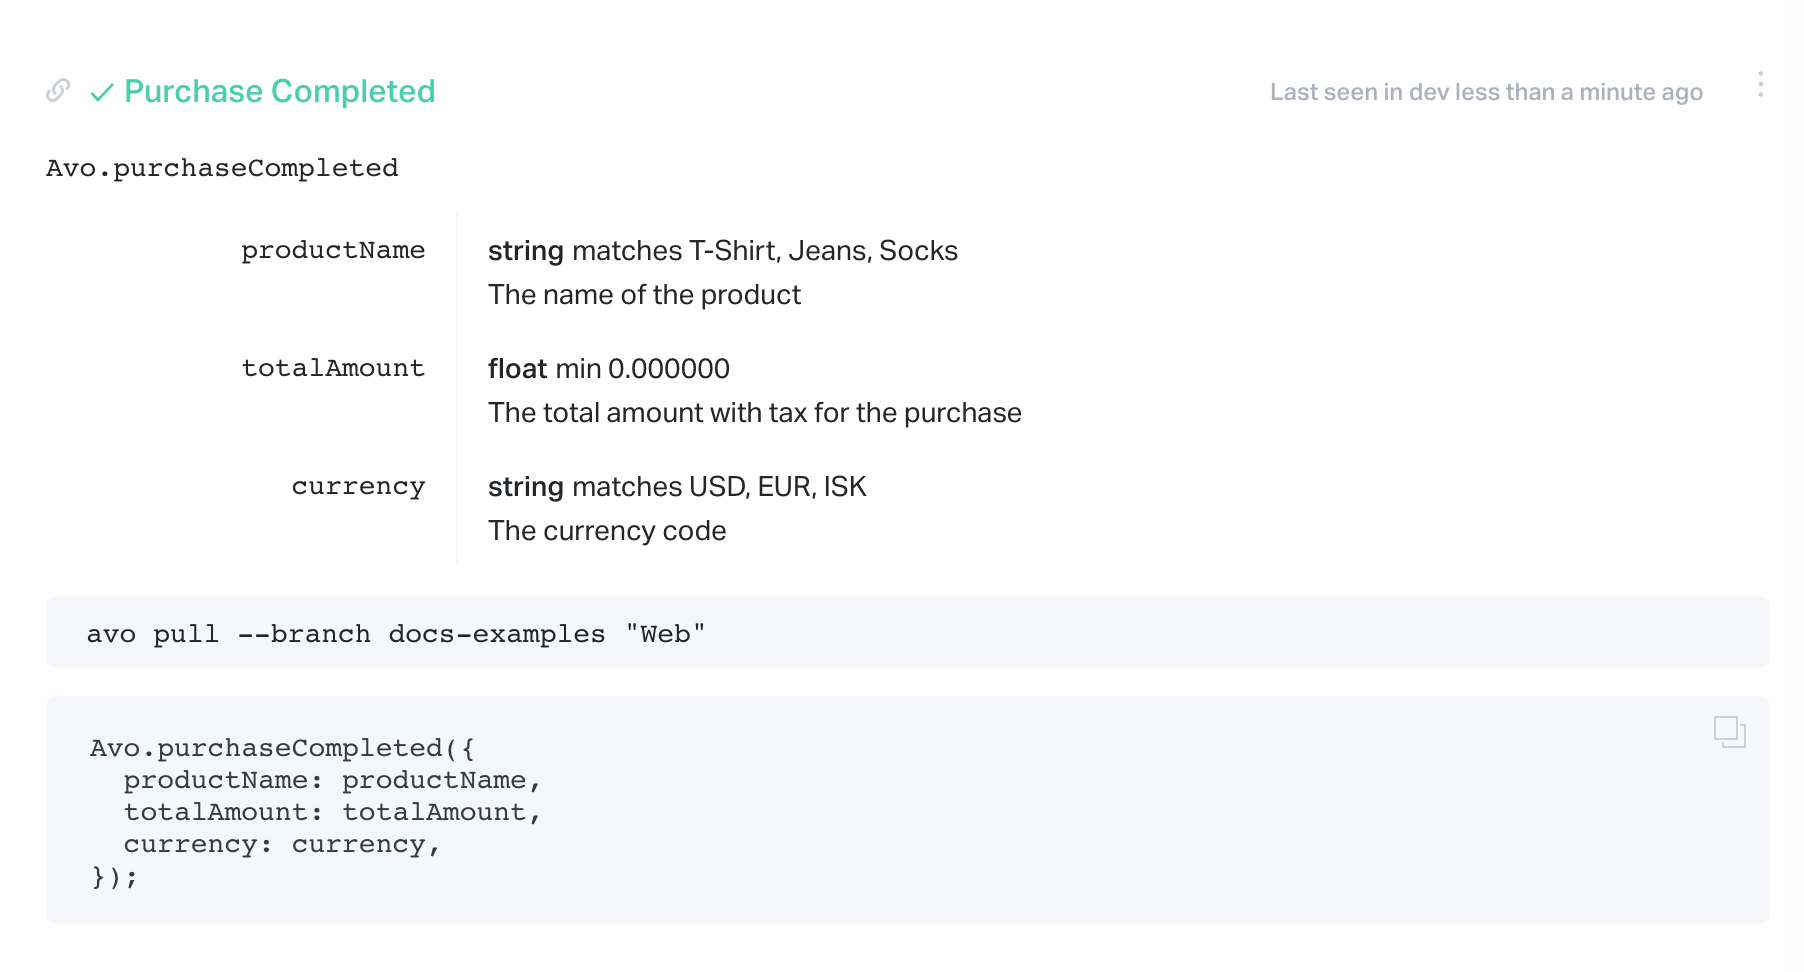 Purchase Completed
Last seen in dev less than a minute ago
Avo.purchaseCompleted
productName
string matches T-Shirt, Jeans, Socks
The name of the product
totalAmount
float min 0.000000
The total amount with tax for the purchase
currency
string matches USD, EUR, ISK
The currency code
avo pull --branch docs-examples "Web"
Avo.purchaseCompleted({
  productName: productName,
  totalAmount: totalAmount,
  currency: currency,
});